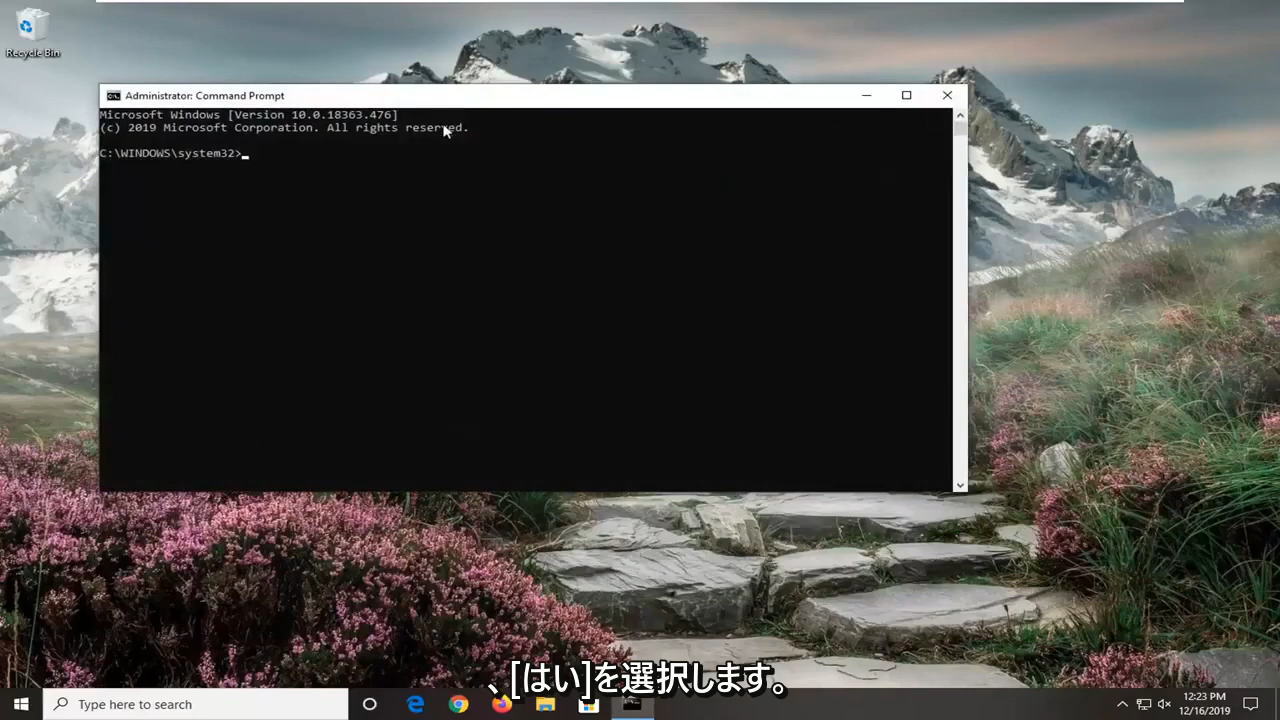 Recycle Bin
Administrator: Command Prompt
Microsoft Windows [Version 10.0.18363.476]
(c) 2019 Microsoft Corporation. All rights reserved.
C:\WINDOWS\system32>
、[はい]を選択します。
Type here to search
12:23 PM
12/16/2019